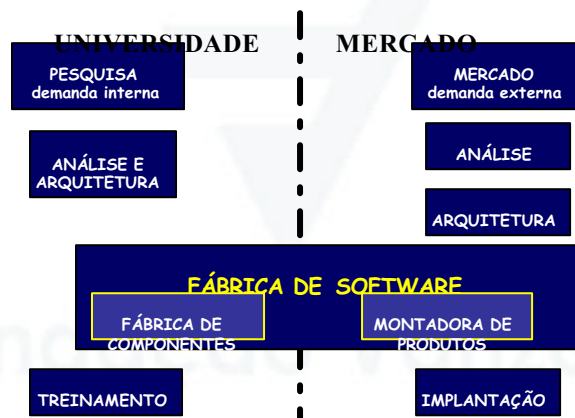 UNIVERSIDADE
MERCADO
PESQUISA
demanda interna
MERCADO
demanda externa
ANÁLISE E
ARQUITETURA
ANÁLISE
ARQUITETURA
FÁBRICA DE SOFTWARE
FÁBRICA DE
COMPONENTES
MONTADORA DE
PRODUTOS
TREINAMENTO
IMPLANTAÇÃO